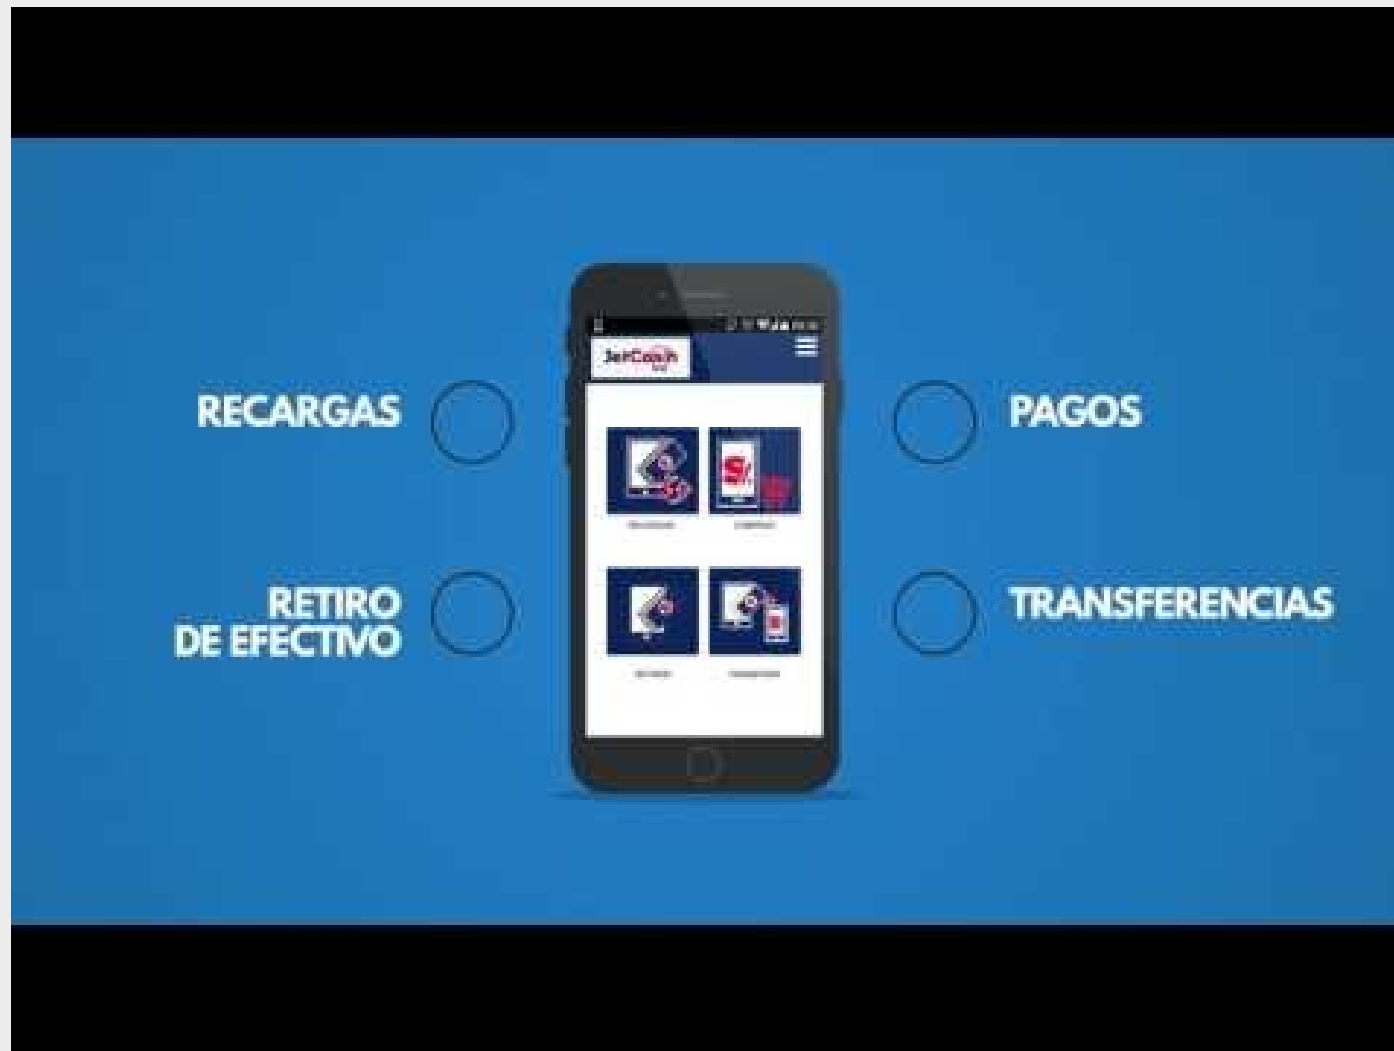 JetCash
RECARGAS
PAGOS
RETIRO
DE EFECTIVO
TRANSFERENCIAS
S/.